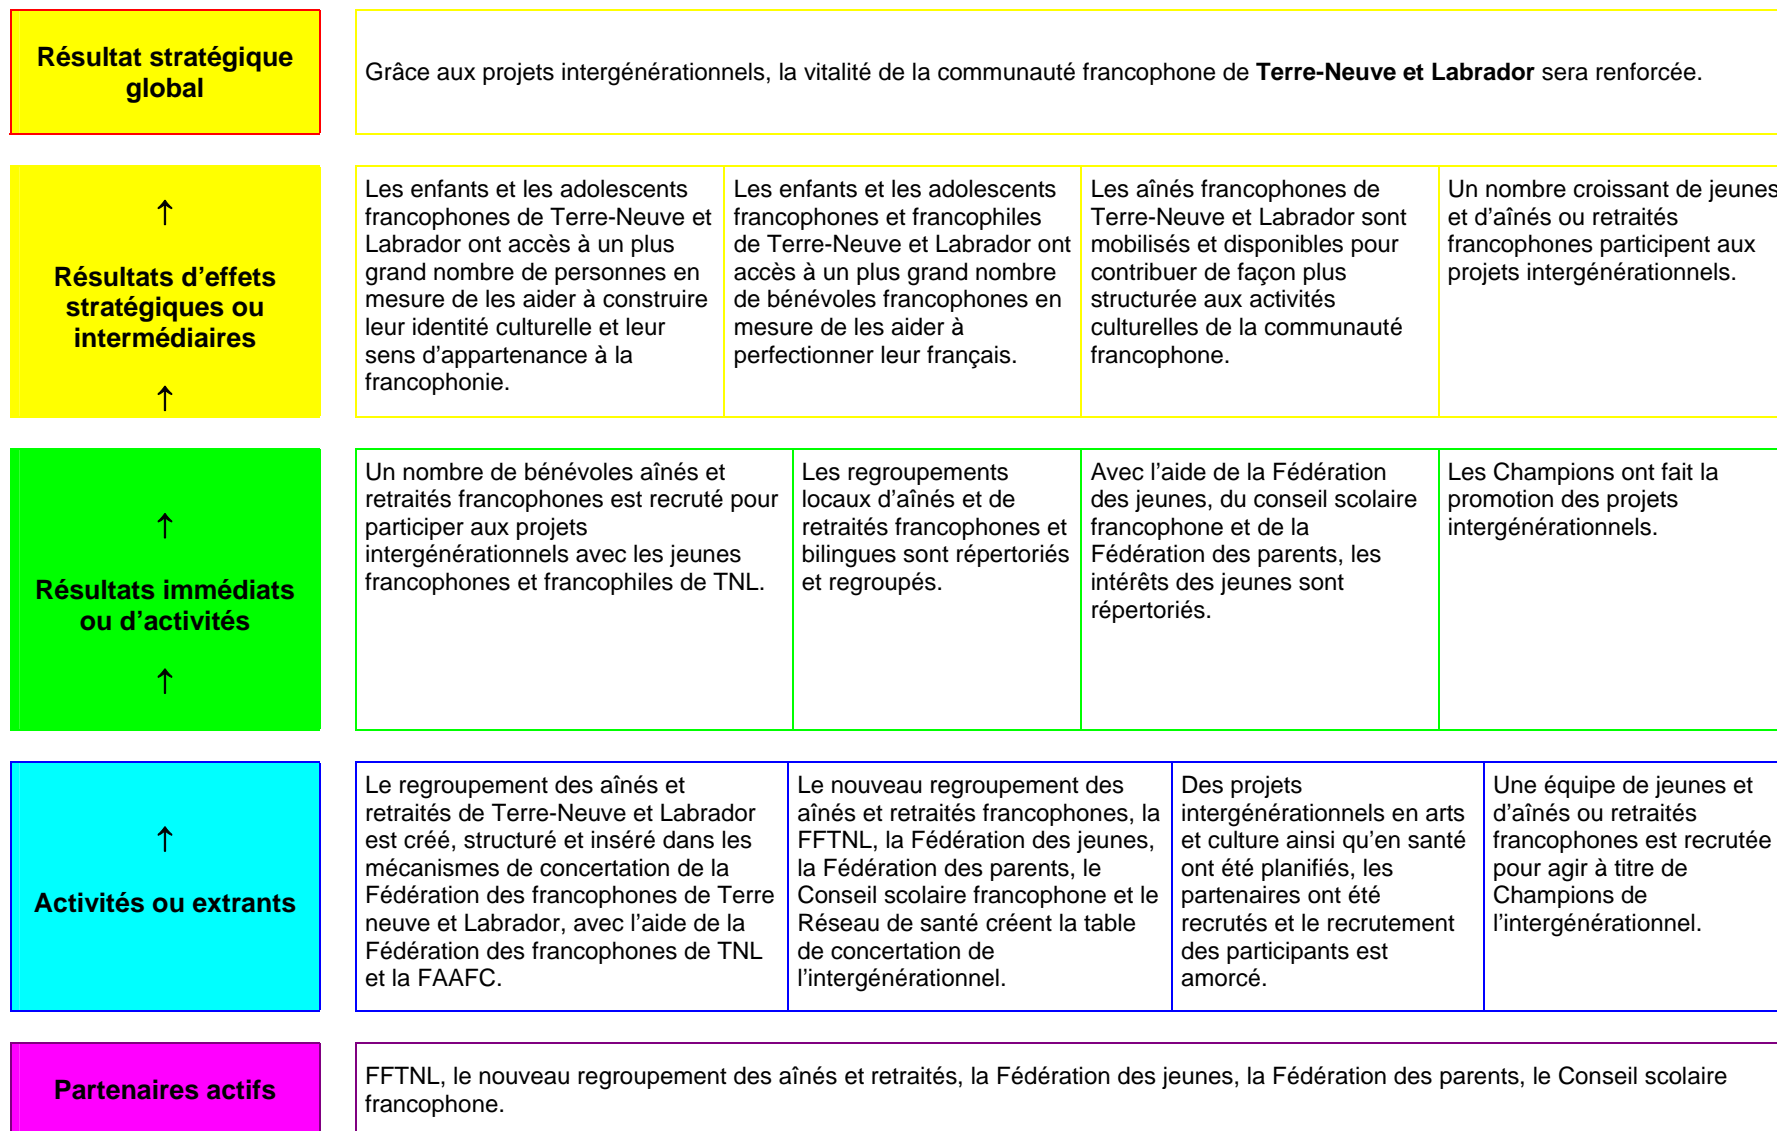 Résultat stratégique
global
Grâce aux projets intergénérationnels, la vitalité de la communauté francophone de Terre-Neuve et Labrador sera renforcée.
↑
Résultats d’effets
stratégiques ou
intermédiaires
↑
Les enfants et les adolescents
francophones de Terre-Neuve et
Labrador ont accès à un plus
grand nombre de personnes en
mesure de les aider à construire
leur identité culturelle et leur
sens d’appartenance à la
francophonie.
Les enfants et les adolescents
francophones et francophiles
de Terre-Neuve et Labrador ont
accès à un plus grand nombre
de bénévoles francophones en
mesure de les aider à
perfectionner leur français.
Les aînés francophones de
Terre-Neuve et Labrador sont
mobilisés et disponibles pour
contribuer de façon plus
structurée aux activités
culturelles de la communauté
francophone.
Un nombre croissant de jeunes
et d’aînés ou retraités
francophones participent aux
projets intergénérationnels.
↑
Résultats immédiats
ou d’activités
↑
Un nombre de bénévoles aînés et
retraités francophones est recruté pour
participer aux projets
intergénérationnels avec les jeunes
francophones et francophiles de TNL.
Les regroupements
locaux d’aînés et de
retraités francophones et
bilingues sont répertoriés
et regroupés.
Avec l’aide de la Fédération
des jeunes, du conseil scolaire
francophone et de la
Fédération des parents, les
intérêts des jeunes sont
répertoriés.
Les Champions ont fait la
promotion des projets
intergénérationnels.
↑
Activités ou extrants
Le regroupement des aînés et
retraités de Terre-Neuve et Labrador
est créé, structuré et inséré dans les
mécanismes de concertation de la
Fédération des francophones de Terre
neuve et Labrador, avec l’aide de la
Fédération des francophones de TNL
et la FAAFC.
Le nouveau regroupement des
aînés et retraités francophones, la
FFTNL, la Fédération des jeunes,
la Fédération des parents, le
Conseil scolaire francophone et le
Réseau de santé créent la table
de concertation de
l’intergénérationnel.
Des projets
intergénérationnels en arts
et culture ainsi qu’en santé
ont été planifiés, les
partenaires ont été
recrutés et le recrutement
des participants est
amorcé.
Une équipe de jeunes et
d’aînés ou retraités
francophones est recrutée
pour agir à titre de
Champions de
l’intergénérationnel.
Partenaires actifs
FFTNL, le nouveau regroupement des aînés et retraités, la Fédération des jeunes, la Fédération des parents, le Conseil scolaire
francophone.